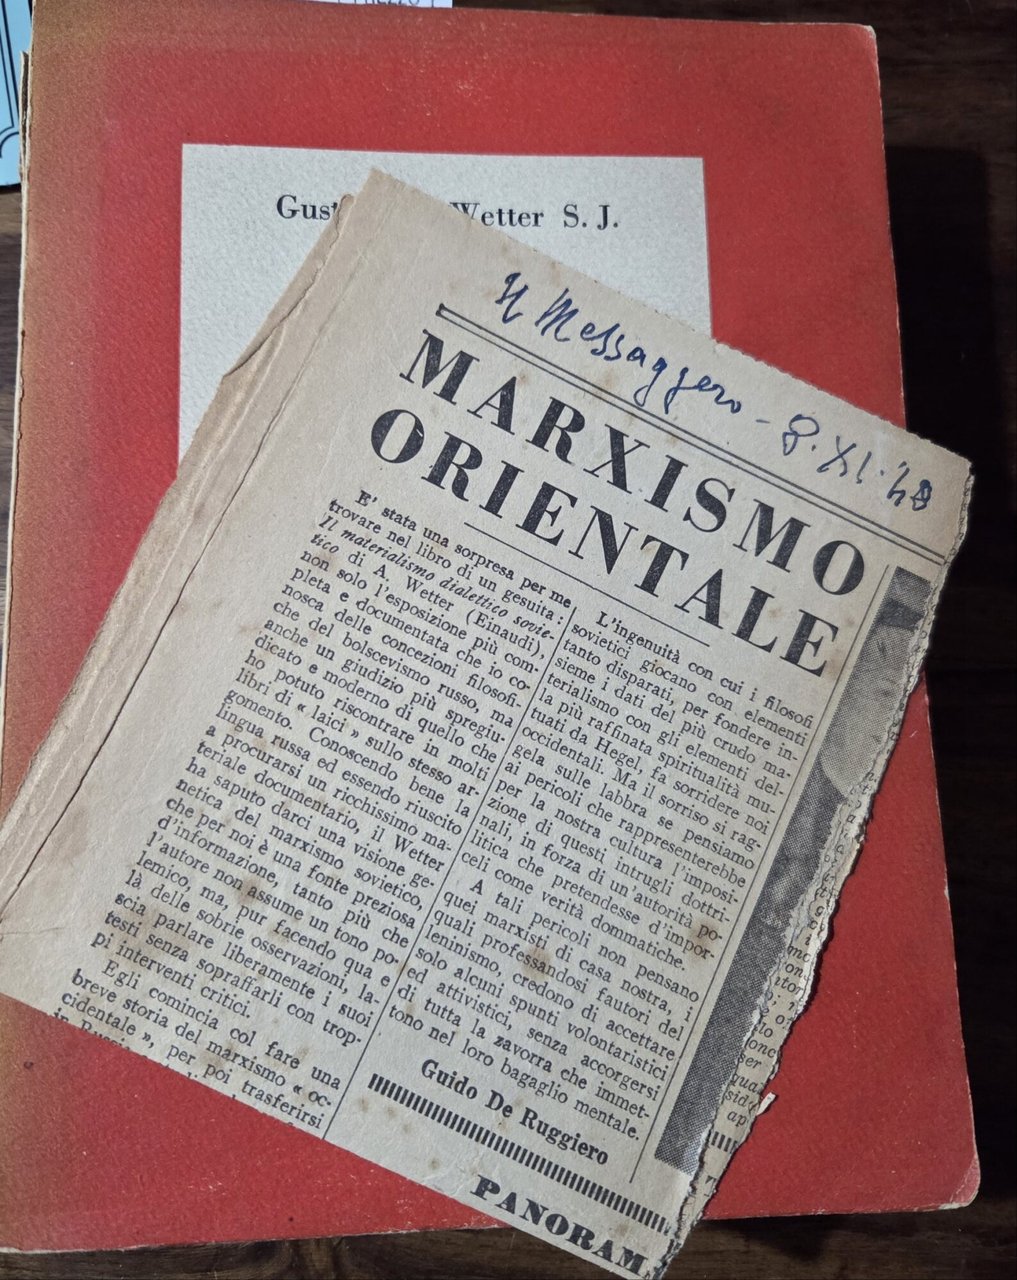 Gust Wetter S. J.
Il Messaggero - 8.XI.48
MARXISMO
ORIENTALE
E' stata una sorpresa per me
trovare nel libro di un gesuita:
Il materialismo dialettico sovie-
tico di A. Wetter (Einaudi),
non solo l'esposizione più com-
pleta e documentata che io co-
nosca delle concezioni filosofi-
che del bolscevismo russo, ma
anche un giudizio più spregiu-
dicato e moderno di quello che
ho potuto riscontrare in molti
libri di « laici » sullo stesso ar-
gomento. Conoscendo bene la
lingua russa ed essendo riuscito
a procurarsi un ricchissimo ma-
teriale documentario, il Wetter
ha saputo darci una visione ge-
netica del marxismo sovietico,
che per noi è una fonte preziosa
d'informazione, tanto più che
l'autore non assume un tono po-
lemico, ma, pur facendo qua e
là delle sobrie osservazioni, la-
scia parlare liberamente i suoi
testi senza sopraffarli con trop-
pi interventi critici.
Egli comincia col fare una
breve storia del marxismo « oc-
cidentale », per poi trasferirsi
L'ingenuità con cui i filosofi
sovietici giocano con elementi
tanto disparati, per fondere in-
sieme i dati del più crudo ma-
terialismo con gli elementi del-
la più raffinata spiritualità mu-
tuati da Hegel, fa sorridere noi
occidentali. Ma il sorriso si rag-
gela sulle labbra se pensiamo
ai pericoli che rappresenterebbe
per la nostra cultura l'imposi-
zione di questi intrugli dottri-
nali, in forza di un'autorità po-
litica che pretendesse d'impor-
celi come verità dommatiche.
A tali pericoli non pensano
quei marxisti di casa nostra, i
quali professandosi fautori del
leninismo, credono di accettare
solo alcuni spunti volontaristici
ed attivistici, senza accorgersi
di tutta la zavorra che immet-
tono nel loro bagaglio mentale.
Guido De Ruggiero
PANORAM